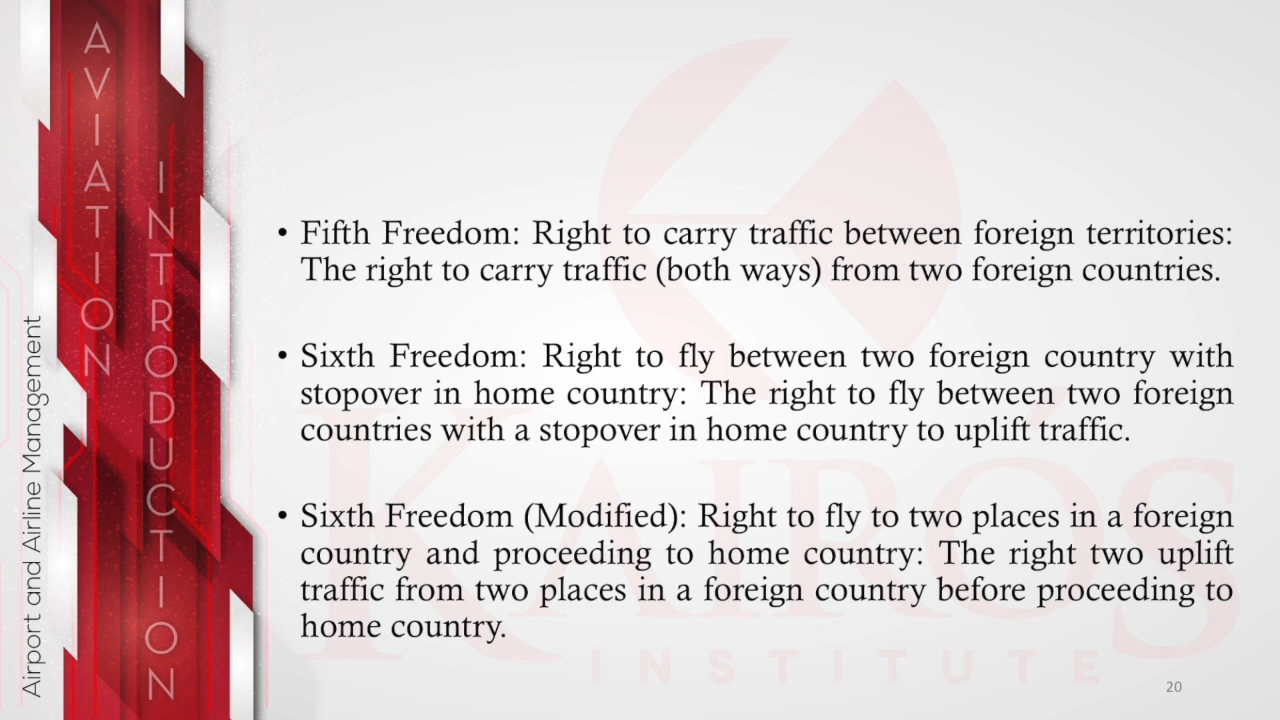 AVIATION
INTRODUCTION
Airport and Airline Management
• Fifth Freedom: Right to carry traffic between foreign territories:
The right to carry traffic (both ways) from two foreign countries.
• Sixth Freedom: Right to fly between two foreign country with
stopover in home country: The right to fly between two foreign
countries with a stopover in home country to uplift traffic.
• Sixth Freedom (Modified): Right to fly to two places in a foreign
country and proceeding to home country: The right two uplift
traffic from two places in a foreign country before proceeding to
home country.
KAIRÓS
INSTITUTE
20